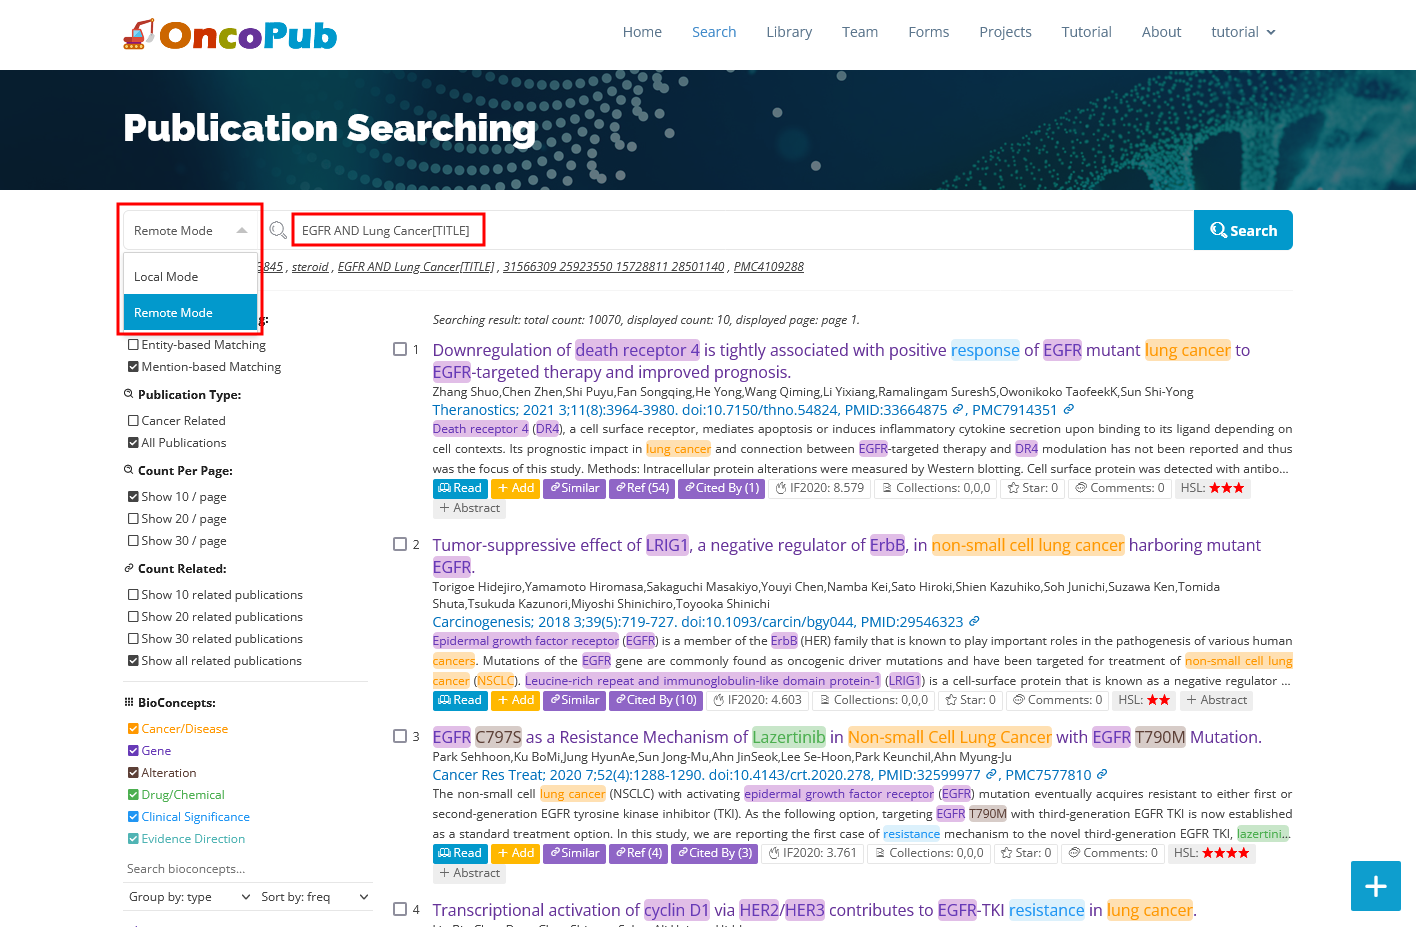 OncoPub
Home Search Library Team Forms Projects Tutorial About tutorial
Publication Searching
Remote Mode
EGFR AND Lung Cancer[TITLE]
Search
Local Mode
Remote Mode
3845 , steroid , EGFR AND Lung Cancer[TITLE] , 31566309 25923550 15728811 28501140 , PMC4109288
g:
Entity-based Matching
Mention-based Matching
Publication Type:
Cancer Related
All Publications
Count Per Page:
Show 10 / page
Show 20 / page
Show 30 / page
Count Related:
Show 10 related publications
Show 20 related publications
Show 30 related publications
Show all related publications
BioConcepts:
Cancer/Disease
Gene
Alteration
Drug/Chemical
Clinical Significance
Evidence Direction
Search bioconcepts...
Group by: type Sort by: freq
Searching result: total count: 10070, displayed count: 10, displayed page: page 1.
1 Downregulation of death receptor 4 is tightly associated with positive response of EGFR mutant lung cancer to
EGFR-targeted therapy and improved prognosis.
Zhang Shuo,Chen Zhen,Shi Puyu,Fan Songqing,He Yong,Wang Qiming,Li Yixiang,Ramalingam SureshS,Owonikoko TaofeekK,Sun Shi-Yong
Theranostics; 2021 3;11(8):3964-3980. doi:10.7150/thno.54824, PMID:33664875 , PMC7914351
Death receptor 4 (DR4), a cell surface receptor, mediates apoptosis or induces inflammatory cytokine secretion upon binding to its ligand depending on
cell contexts. Its prognostic impact in lung cancer and connection between EGFR-targeted therapy and DR4 modulation has not been reported and thus
was the focus of this study. Methods: Intracellular protein alterations were measured by Western blotting. Cell surface protein was detected with antibo...
Read + Add Similar Ref (54) Cited By (1) IF2020: 8.579 Collections: 0,0,0 Star: 0 Comments: 0 HSL: ★★★
+ Abstract
2 Tumor-suppressive effect of LRIG1, a negative regulator of ErbB, in non-small cell lung cancer harboring mutant
EGFR.
Torigoe Hidejiro,Yamamoto Hiromasa,Sakaguchi Masakiyo,Youyi Chen,Namba Kei,Sato Hiroki,Shien Kazuhiko,Soh Junichi,Suzawa Ken,Tomida
Shuta,Tsukuda Kazunori,Miyoshi Shinichiro,Toyooka Shinichi
Carcinogenesis; 2018 3;39(5):719-727. doi:10.1093/carcin/bgy044, PMID:29546323
Epidermal growth factor receptor (EGFR) is a member of the ErbB (HER) family that is known to play important roles in the pathogenesis of various human
cancers. Mutations of the EGFR gene are commonly found as oncogenic driver mutations and have been targeted for treatment of non-small cell lung
cancer (NSCLC). Leucine-rich repeat and immunoglobulin-like domain protein-1 (LRIG1) is a cell-surface protein that is known as a negative regulator ...
Read + Add Similar Cited By (10) IF2020: 4.603 Collections: 0,0,0 Star: 0 Comments: 0 HSL: ★★ + Abstract
3 EGFR C797S as a Resistance Mechanism of Lazertinib in Non-small Cell Lung Cancer with EGFR T790M Mutation.
Park Sehhoon,Ku BoMi,Jung HyunAe,Sun Jong-Mu,Ahn JinSeok,Lee Se-Hoon,Park Keunchil,Ahn Myung-Ju
Cancer Res Treat; 2020 7;52(4):1288-1290. doi:10.4143/crt.2020.278, PMID:32599977 , PMC7577810
The non-small cell lung cancer (NSCLC) with activating epidermal growth factor receptor (EGFR) mutation eventually acquires resistant to either first or
second-generation EGFR tyrosine kinase inhibitor (TKI). As the following option, targeting EGFR T790M with third-generation EGFR TKI is now established
as a standard treatment option. In this study, we are reporting the first case of resistance mechanism to the novel third-generation EGFR TKI, lazertini...
Read + Add Similar Ref (4) Cited By (3) IF2020: 3.761 Collections: 0,0,0 Star: 0 Comments: 0 HSL: ★★★★
+ Abstract
4 Transcriptional activation of cyclin D1 via HER2/HER3 contributes to EGFR-TKI resistance in lung cancer.